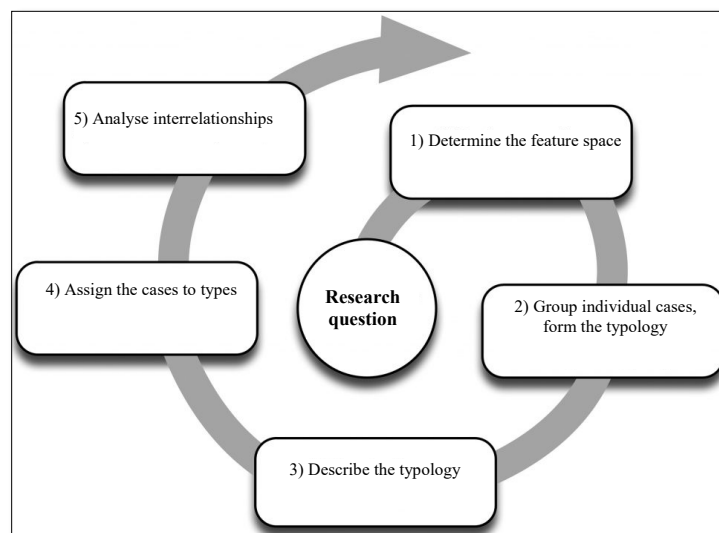 Research
question
1) Determine the feature space
2) Group individual cases,
form the typology
3) Describe the typology
4) Assign the cases to types
5) Analyse interrelationships